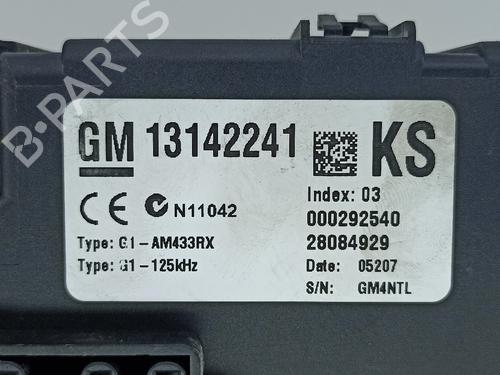 B-PARTS
GM 13142241 KS
CE N11042
Index: 03
000292540
Type: G1-AM433RX
28084929
Type: G1-125kHz
Date: 05207
S/N: GM4NTL